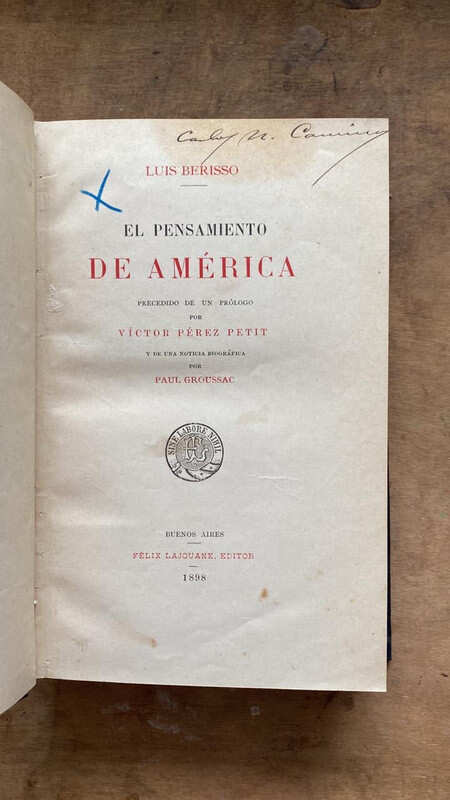 LUIS BERISSO
EL PENSAMIENTO
DE AMÉRICA
PRECEDIDO DE UN PRÓLOGO
POR
VÍCTOR PÉREZ PETIT
Y DE UNA NOTICIA BIOGRÁFICA
POR
PAUL GROUSSAC
SINE LABORE NIHIL
BUENOS AIRES
FÉLIX LAJOUANE, EDITOR
1898